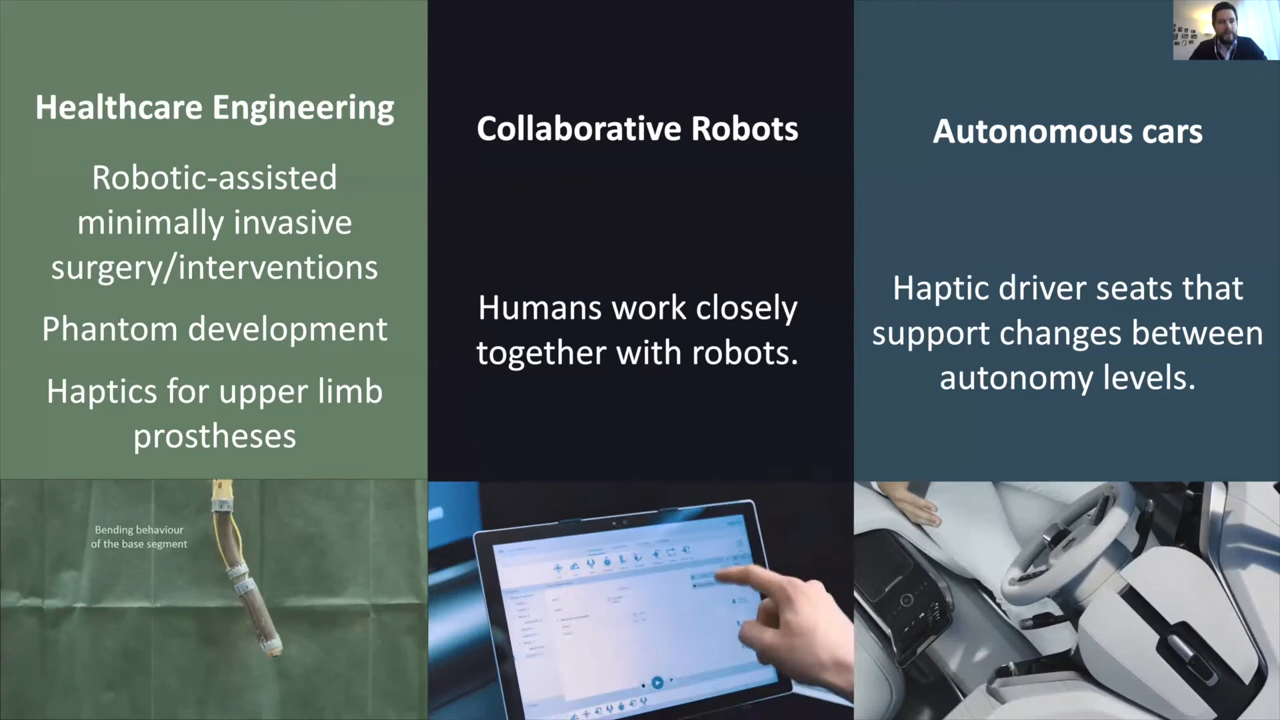 Healthcare Engineering
Robotic-assisted
minimally invasive
surgery/interventions
Phantom development
Haptics for upper limb
prostheses
Bending behaviour
of the base segment
Collaborative Robots
Humans work closely
together with robots.
Autonomous cars
Haptic driver seats that
support changes between
autonomy levels.